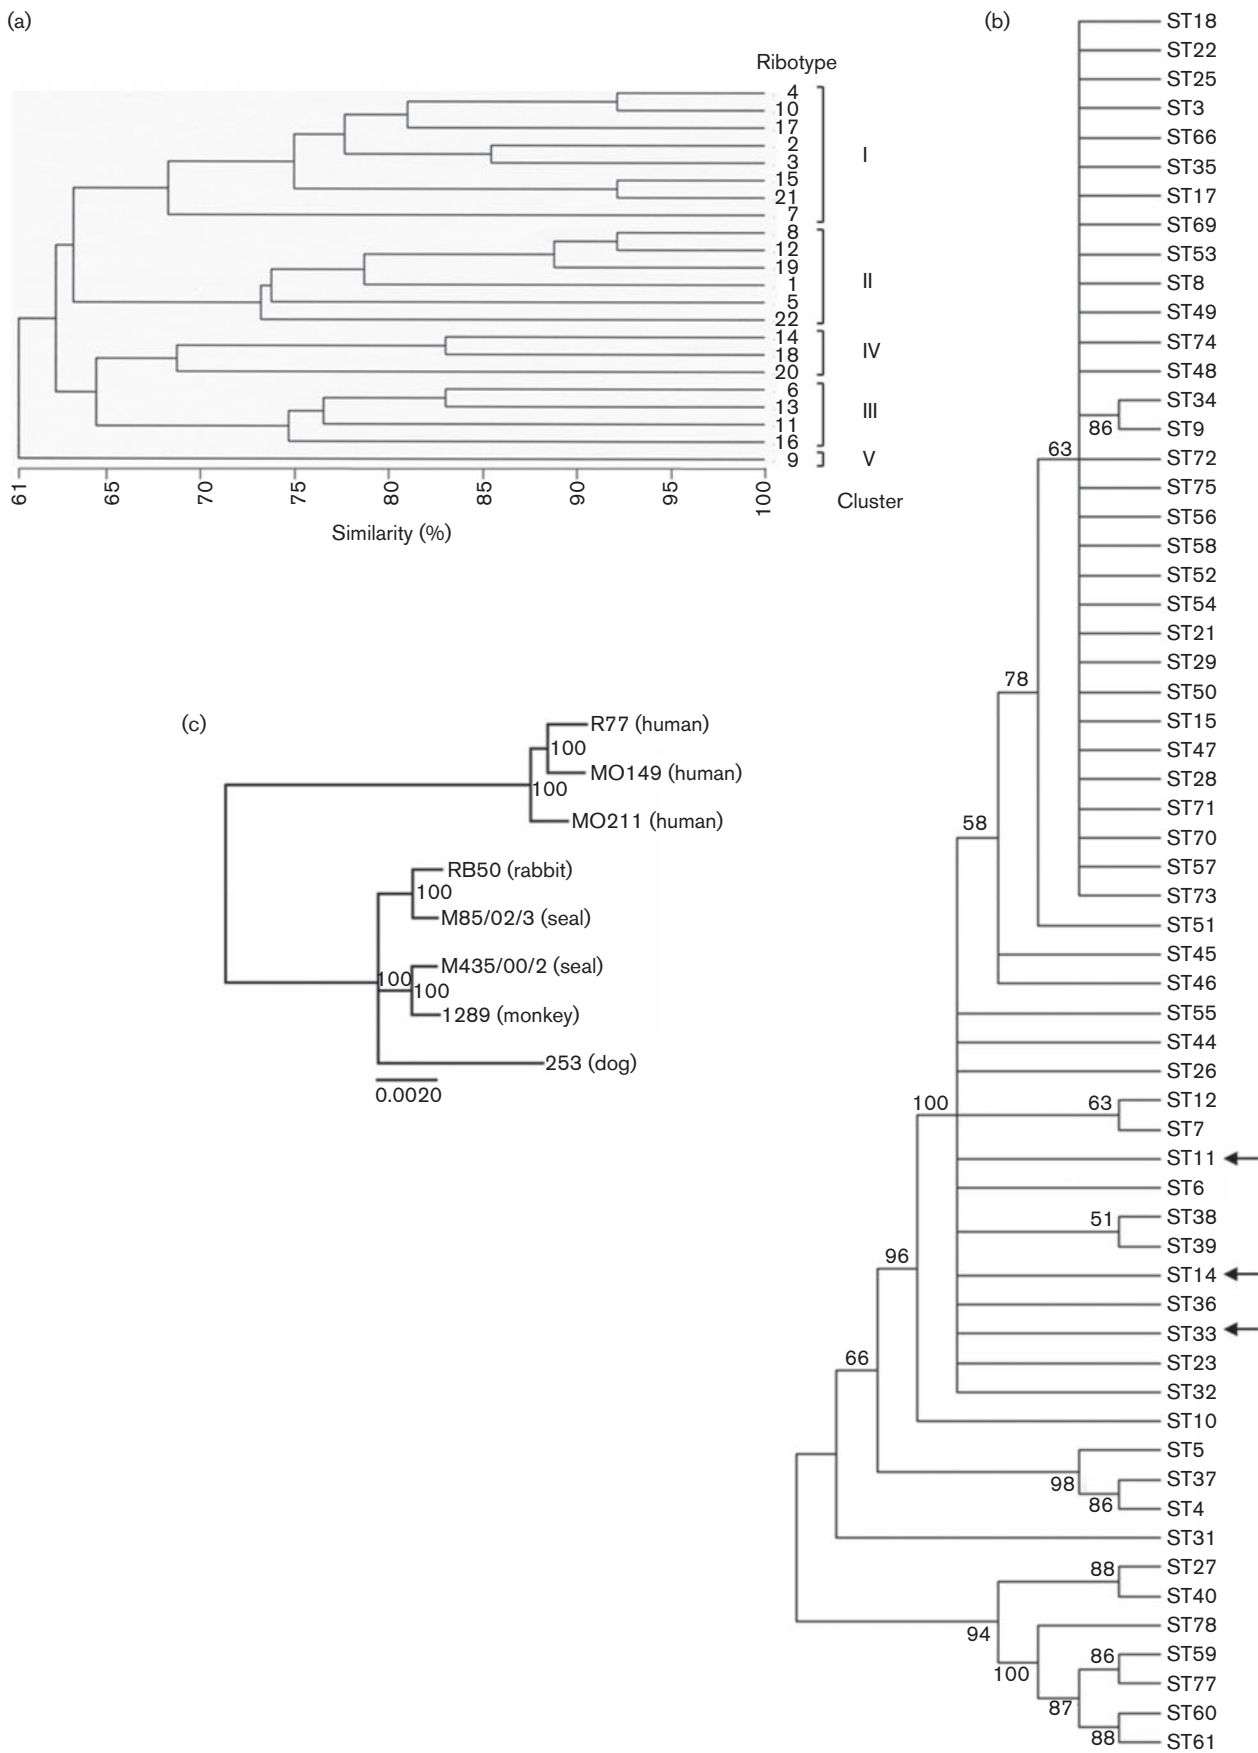 (a)
Ribotype
4
10
17
2
3
15
21
7
I
8
12
19
1
5
22
II
14
18
20
IV
6
13
11
16
III
9
V
61
65
70
75
80
85
90
95
100
Cluster
Similarity (%)
(b)
ST18
ST22
ST25
ST3
ST66
ST35
ST17
ST69
ST53
ST8
ST49
ST74
ST48
ST34
86
ST9
63
ST72
ST75
ST56
ST58
ST52
ST54
ST21
ST29
78
ST50
ST15
ST47
ST28
ST71
58
ST70
ST57
ST73
ST51
ST45
ST46
ST55
ST44
ST26
100
63
ST12
ST7
ST11
ST6
51
ST38
ST39
96
ST14
ST36
ST33
66
ST23
ST32
ST10
ST5
98
ST37
86
ST4
ST31
88
ST27
ST40
94
ST78
86
ST59
100
ST77
87
ST60
88
ST61
(c)
R77 (human)
100
MO149 (human)
100
MO211 (human)
RB50 (rabbit)
100
M85/02/3 (seal)
M435/00/2 (seal)
100
100
1289 (monkey)
253 (dog)
0.0020